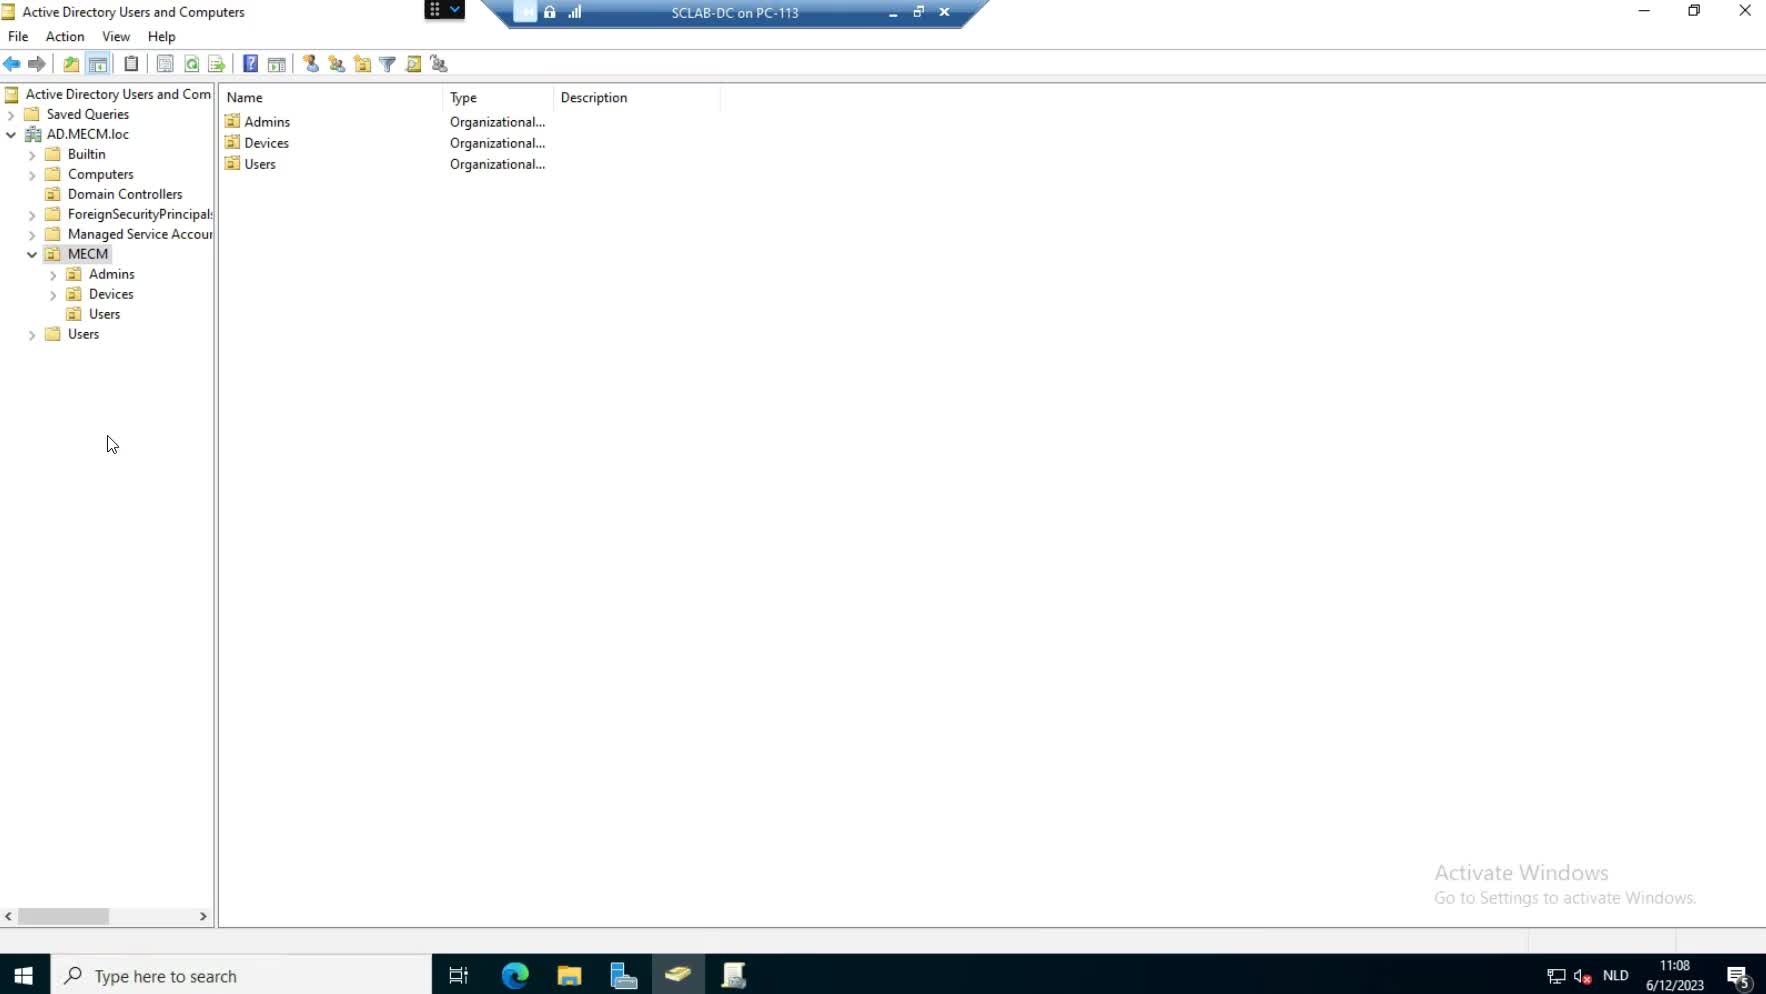 Active Directory Users and Computers
SCLAB-DC on PC-113
File Action View Help
Active Directory Users and Com
Saved Queries
AD.MECM.loc
Builtin
Computers
Domain Controllers
ForeignSecurityPrincipals
Managed Service Accour
MECM
Admins
Devices
Users
Users
Name Type Description
Admins Organizational...
Devices Organizational...
Users Organizational...
Activate Windows
Go to Settings to activate Windows.
Type here to search
NLD
11:08
6/12/2023
5